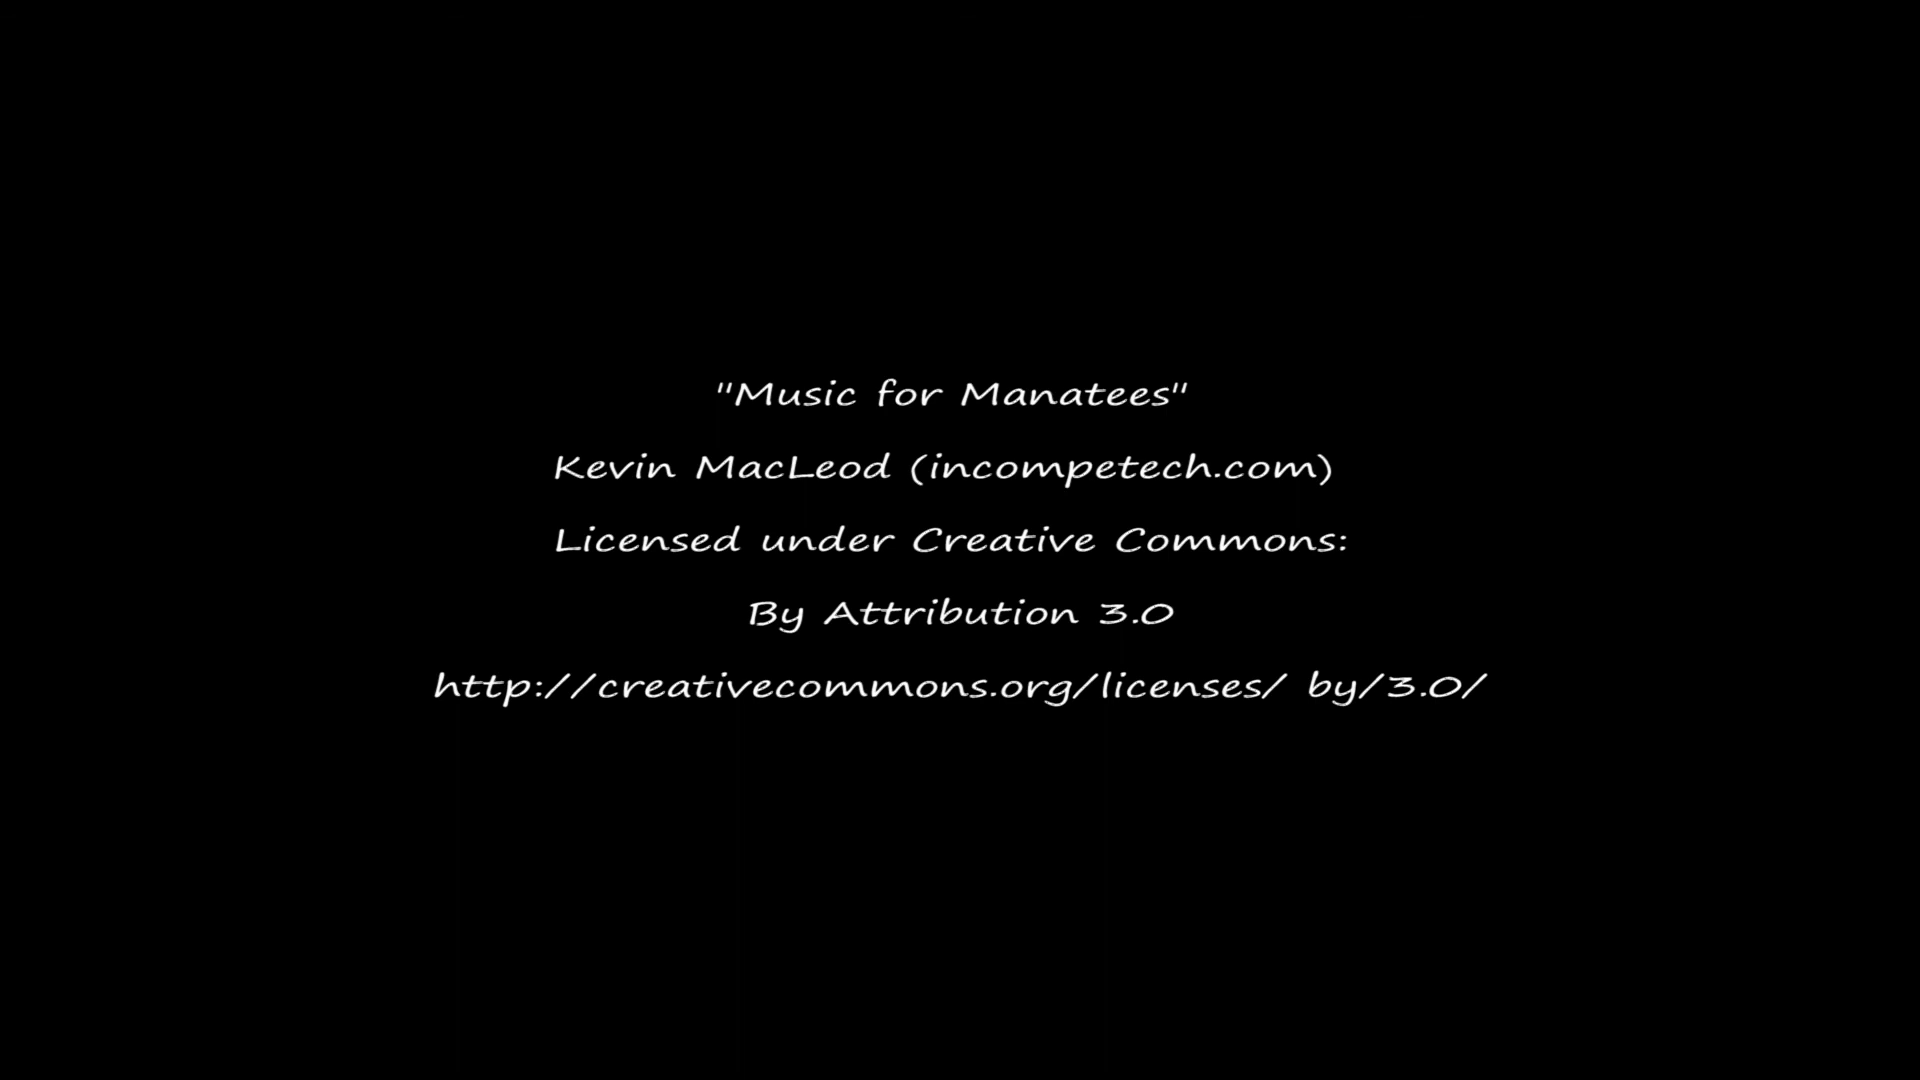 "Music for Manatees"
Kevin MacLeod (incompetech.com)
Licensed under Creative Commons:
By Attribution 3.0
http://creativecommons.org/licenses/ by/3.0/